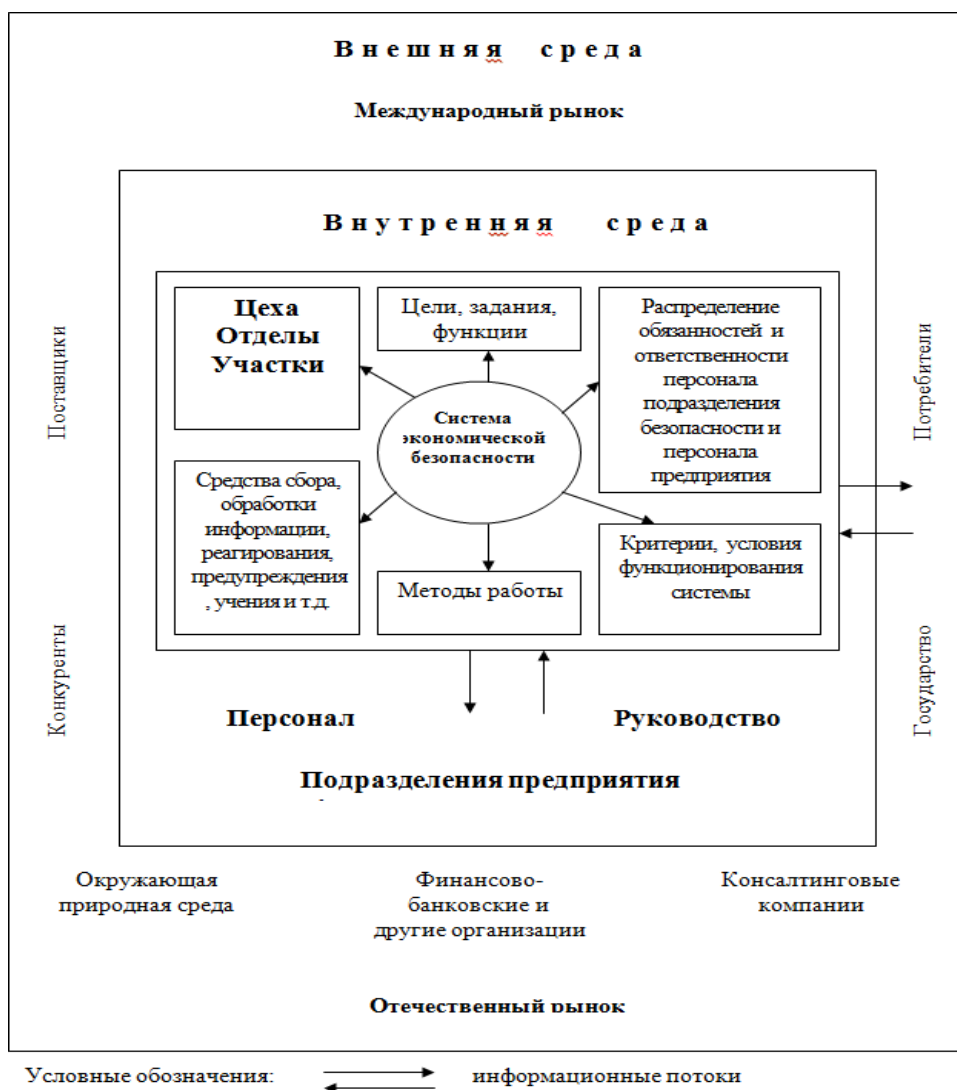 Внешняя среда
Международный рынок
Внутренняя среда
Цеха
Отделы
Участки
Цели, задания,
функции
Распределение
обязанностей и
ответственности
персонала
подразделения
безопасности и
персонала
предприятия
Система
экономической
безопасности
Средства сбора,
обработки
информации,
реагирования,
предупреждения
, учения и т.д.
Методы работы
Критерии, условия
функционирования
системы
Поставщики
Конкуренты
Потребители
Государство
Персонал
Руководство
Подразделения предприятия
Окружающая
природная среда
Финансово-
банковские и
другие организации
Консалтинговые
компании
Отечественный рынок
Условные обозначения: информационные потоки